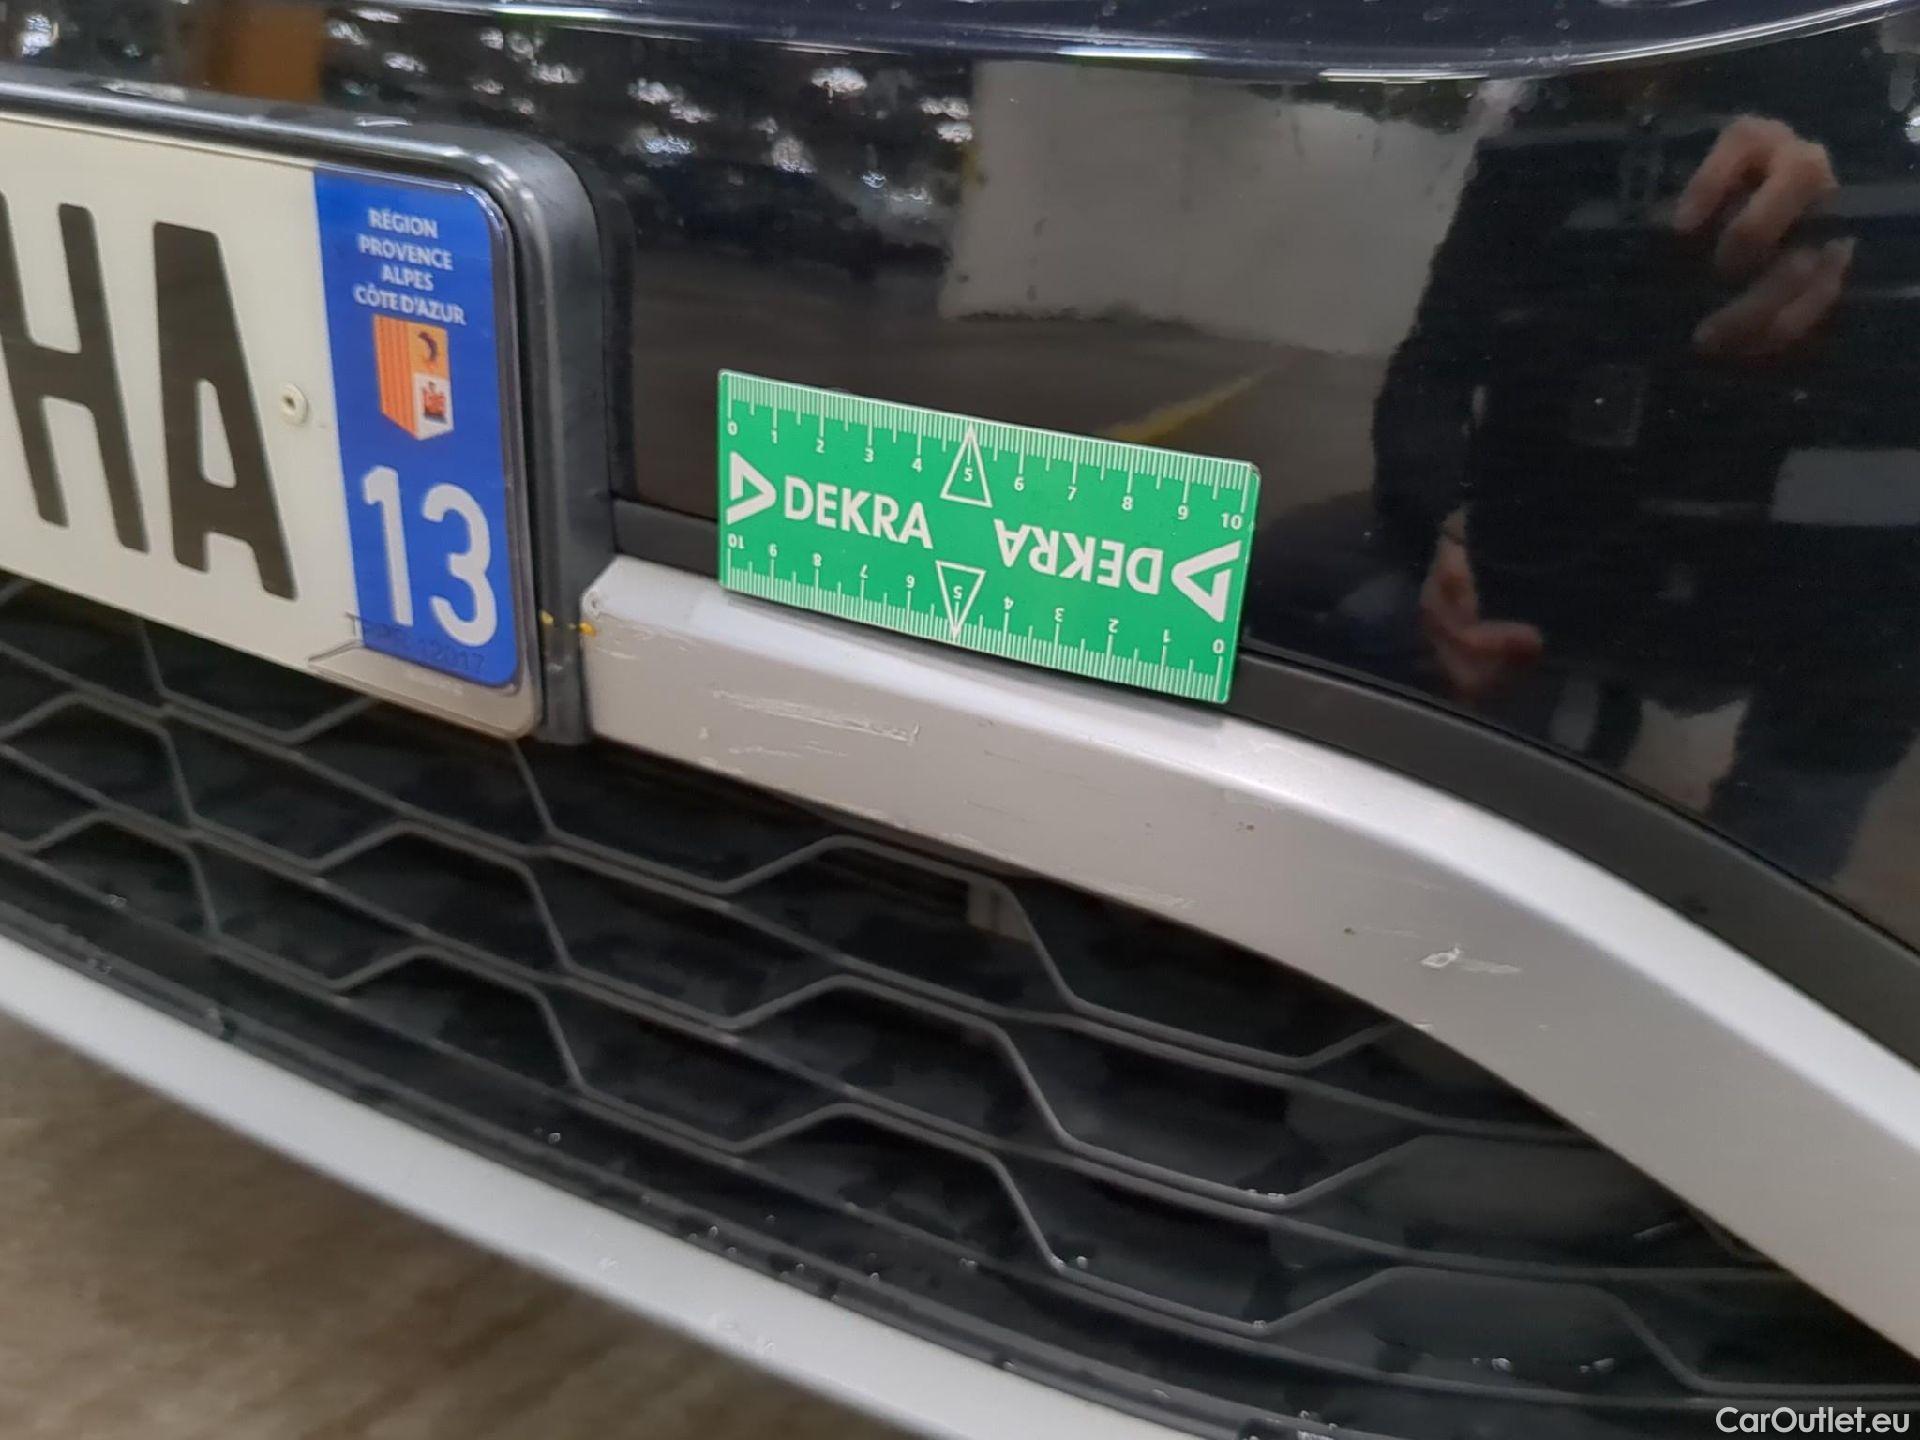 HA
RÉGION
PROVENCE
ALPES
CÔTE D'AZUR
13
0 1 2 3 4 5 6 7 8 9 10
DEKRA
DEKRA
10 9 8 7 6 5 4 3 2 1 0
CarOutlet.eu